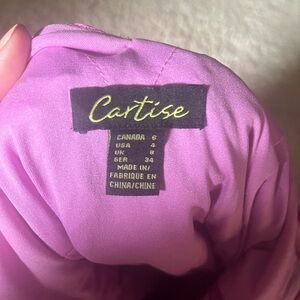 Cartise
CANADA 6
USA 4
UK 8
GER 34
MADE IN/
FABRIQUE EN
CHINA/CHINE